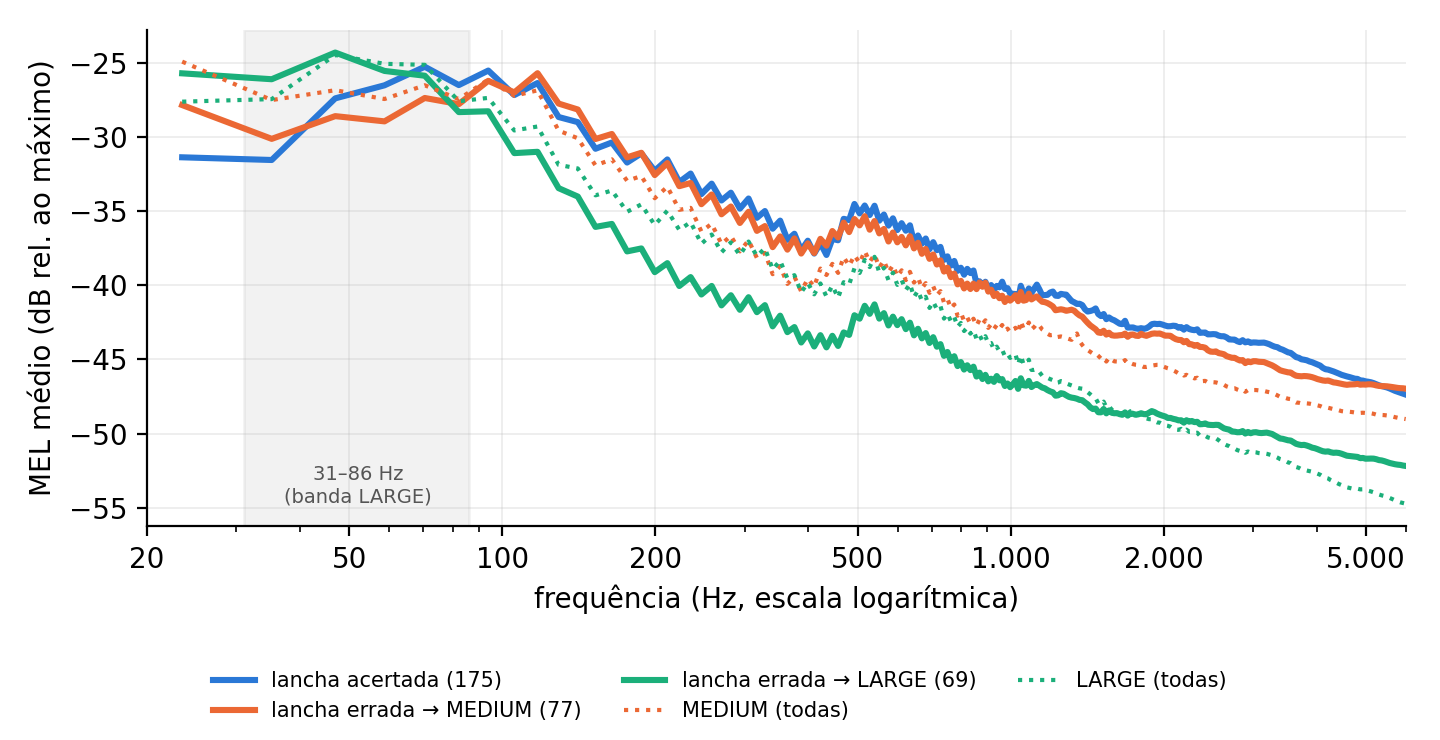 MEL médio (dB rel. ao máximo)
−25
−30
−35
−40
−45
−50
−55
31–86 Hz
(banda LARGE)
20
50
100
200
500
1.000
2.000
5.000
frequência (Hz, escala logarítmica)
lancha acertada (175)
lancha errada → MEDIUM (77)
lancha errada → LARGE (69)
MEDIUM (todas)
LARGE (todas)